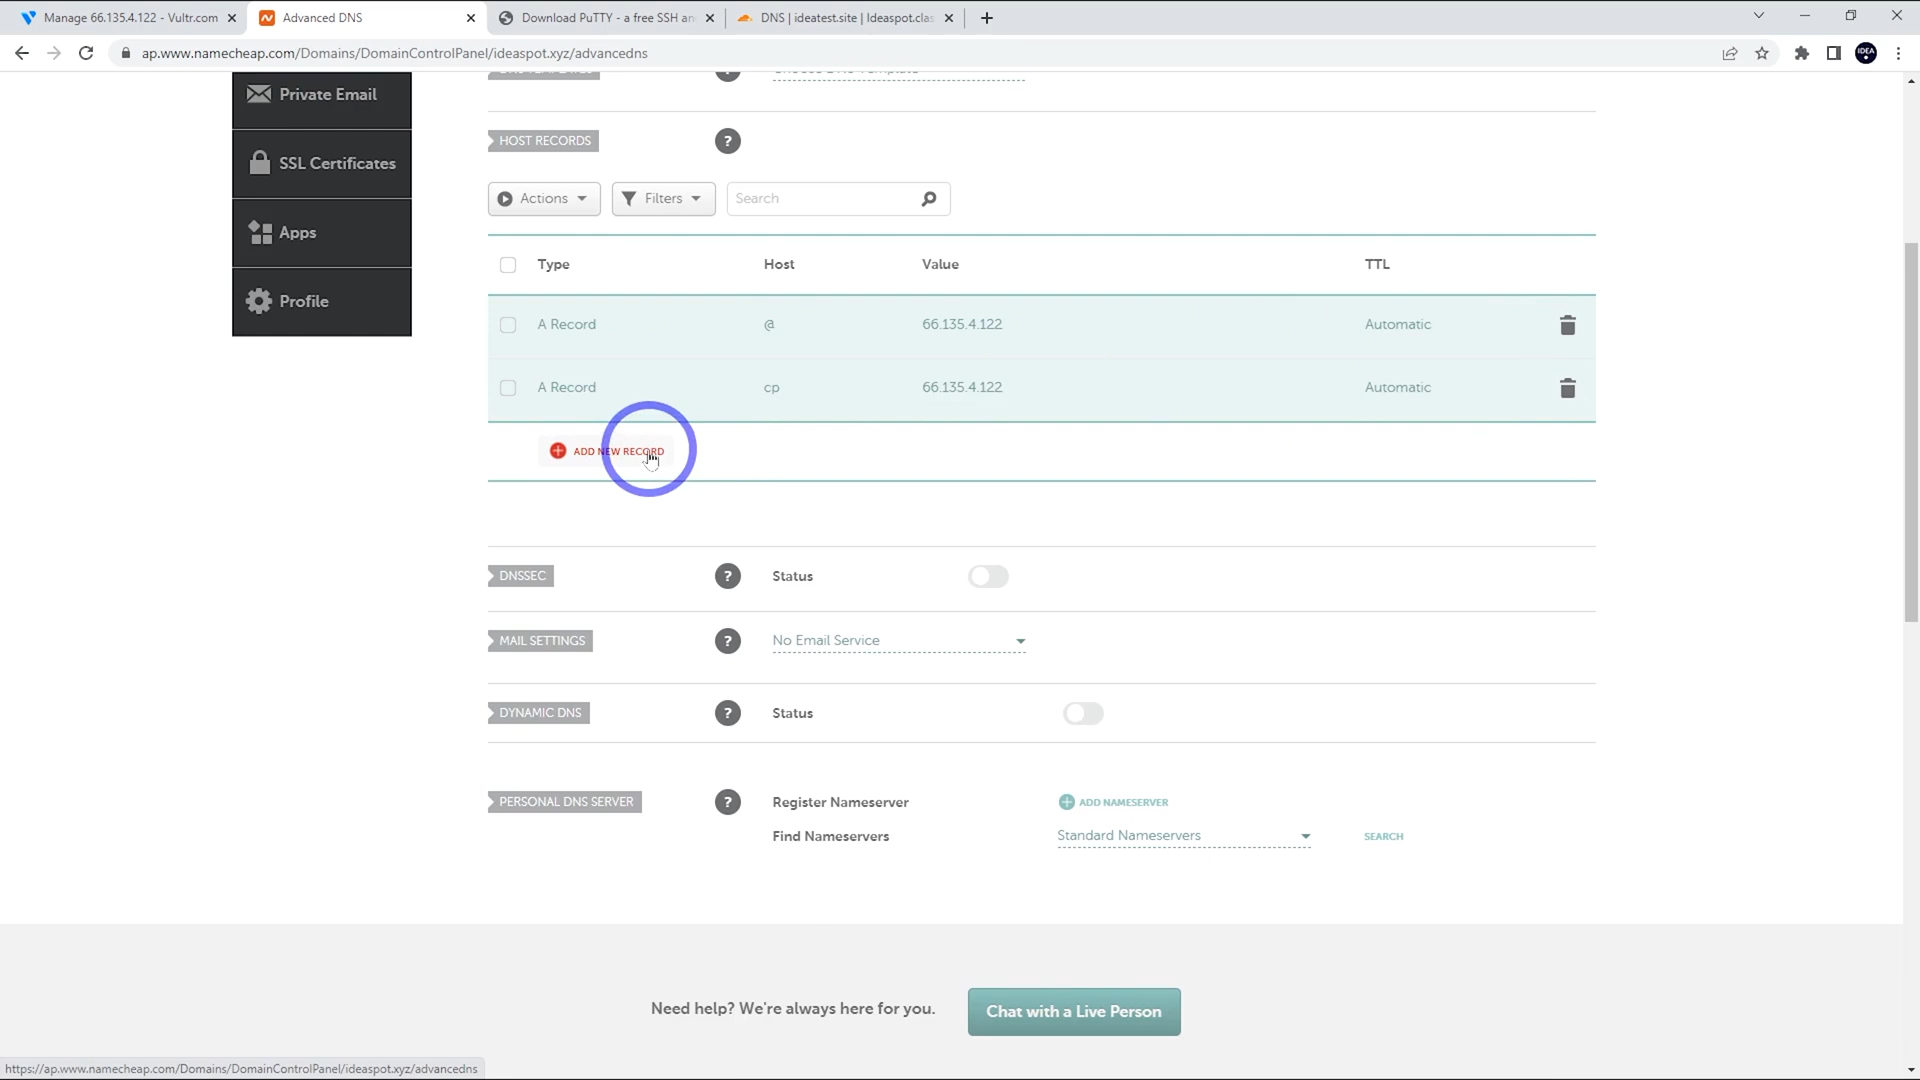 Manage 66.135.4.122 - Vultr.com
Advanced DNS
Download PuTTY - a free SSH an
DNS | ideatest.site | Ideaspot.clas
ap.www.namecheap.com/Domains/DomainControlPanel/ideaspot.xyz/advancedns
IDEA
Private Email
SSL Certificates
Apps
Profile
HOST RECORDS
?
Actions
Filters
Search
Type Host Value TTL
A Record @ 66.135.4.122 Automatic
A Record cp 66.135.4.122 Automatic
ADD NEW RECORD
DNSSEC ? Status
MAIL SETTINGS ? No Email Service
DYNAMIC DNS ? Status
PERSONAL DNS SERVER ? Register Nameserver ADD NAMESERVER
Find Nameservers Standard Nameservers SEARCH
Need help? We're always here for you. Chat with a Live Person
https://ap.www.namecheap.com/Domains/DomainControlPanel/ideaspot.xyz/advancedns